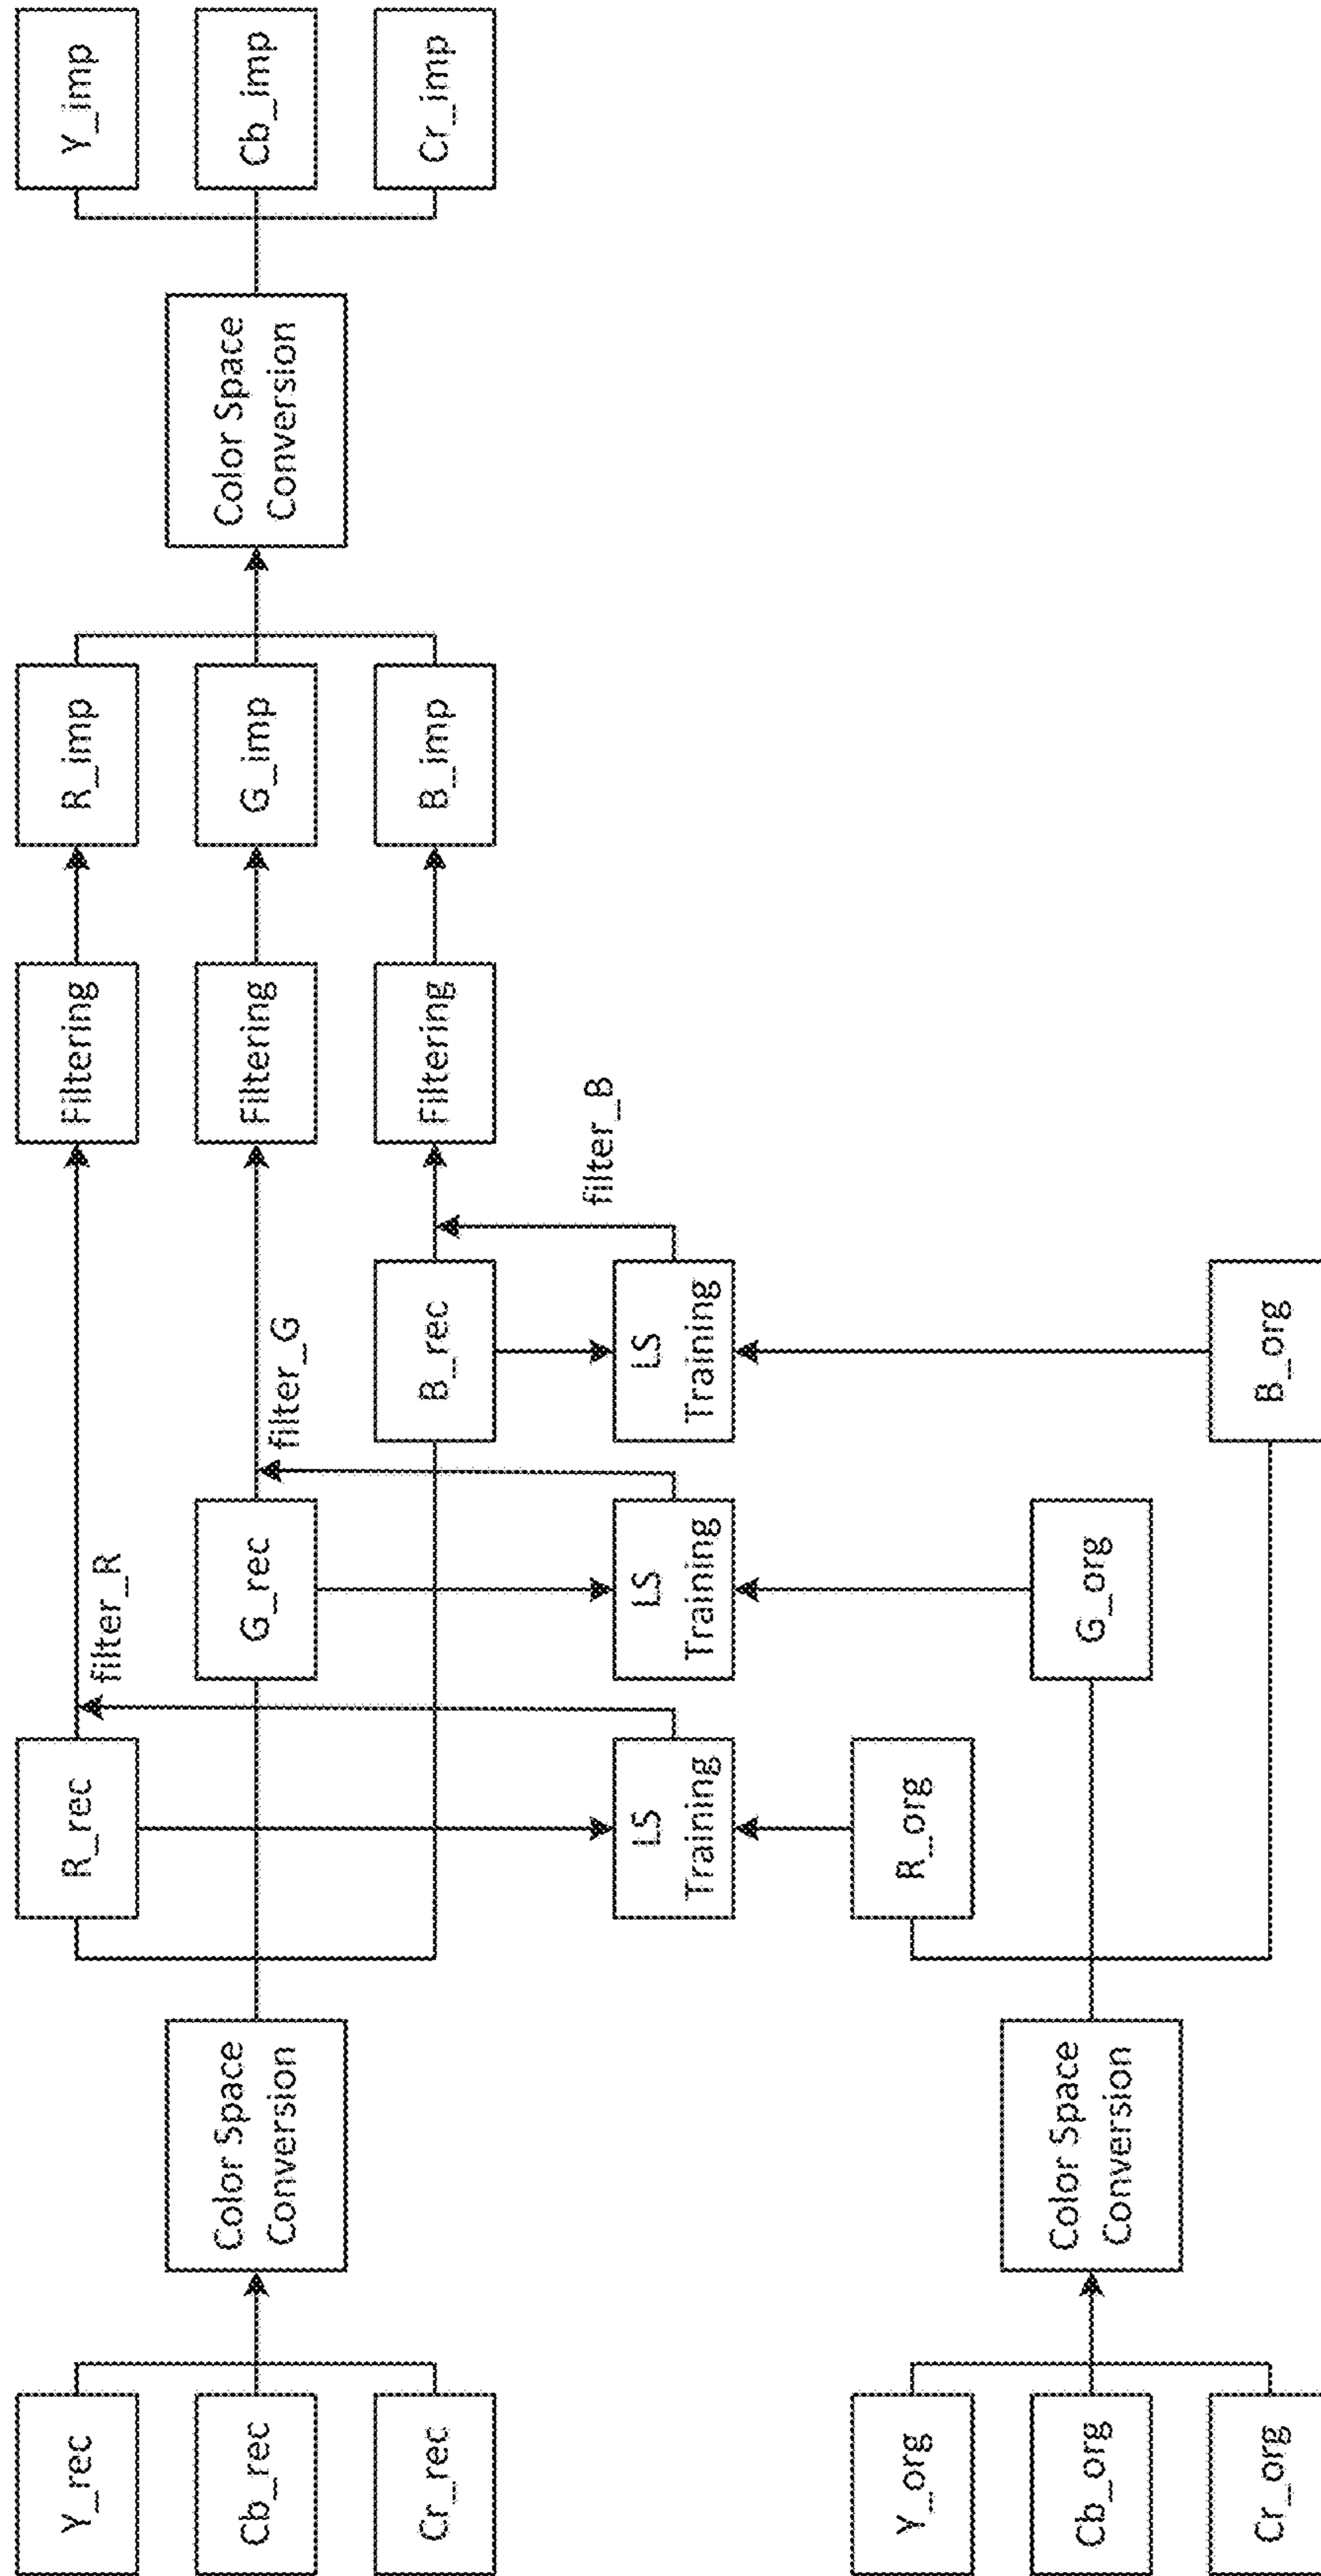 Y_rec
Cb_rec
Cr_rec
Color Space
Conversion
R_rec
filter_R
G_rec
filter_G
B_rec
filter_B
LS
Training
LS
Training
LS
Training
Filtering
Filtering
Filtering
R_imp
G_imp
B_imp
Color Space
Conversion
Y_imp
Cb_imp
Cr_imp
Y_org
Cb_org
Cr_org
Color Space
Conversion
R_org
G_org
B_org